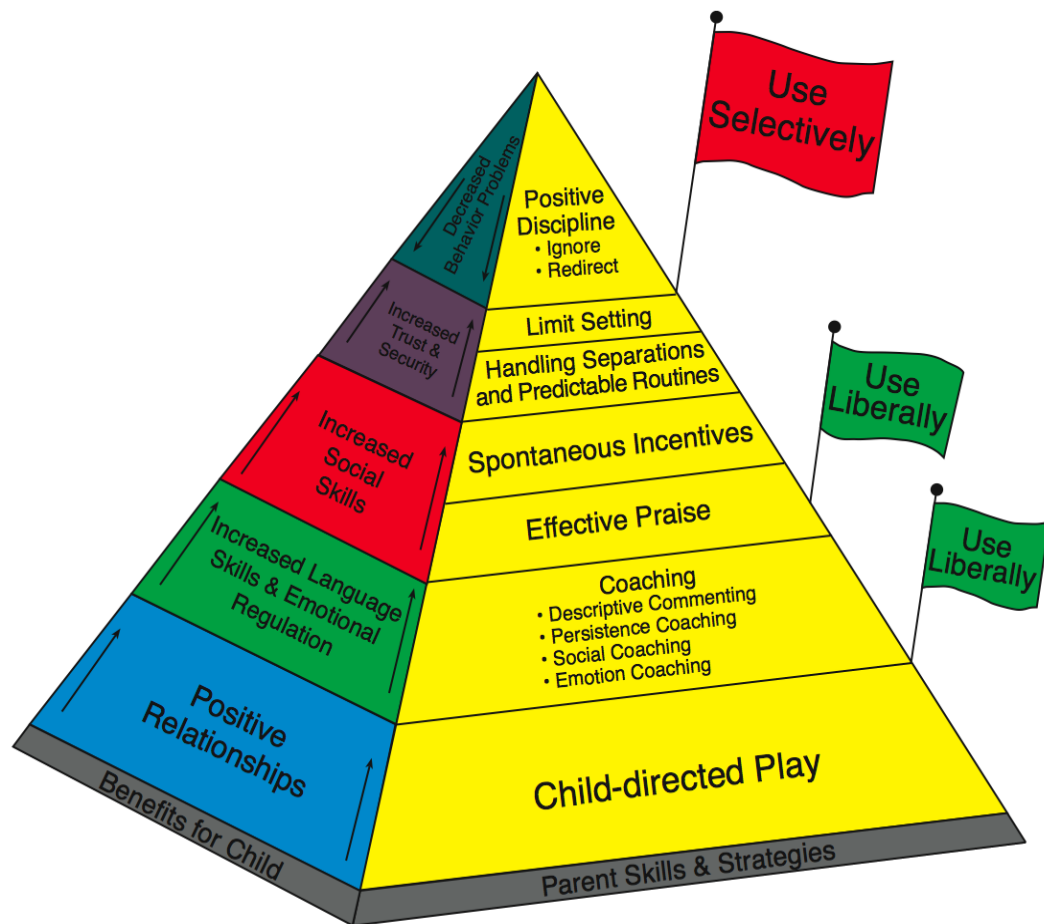 Use
Selectively
Decreased
Behavior Problems
Positive
Discipline
• Ignore
• Redirect
Increased
Trust &
Security
Limit Setting
Handling Separations
and Predictable Routines
Use
Liberally
Increased
Social
Skills
Spontaneous Incentives
Effective Praise
Use
Liberally
Increased Language
Skills & Emotional
Regulation
Coaching
• Descriptive Commenting
• Persistence Coaching
• Social Coaching
• Emotion Coaching
Positive
Relationships
Child-directed Play
Benefits for Child
Parent Skills & Strategies